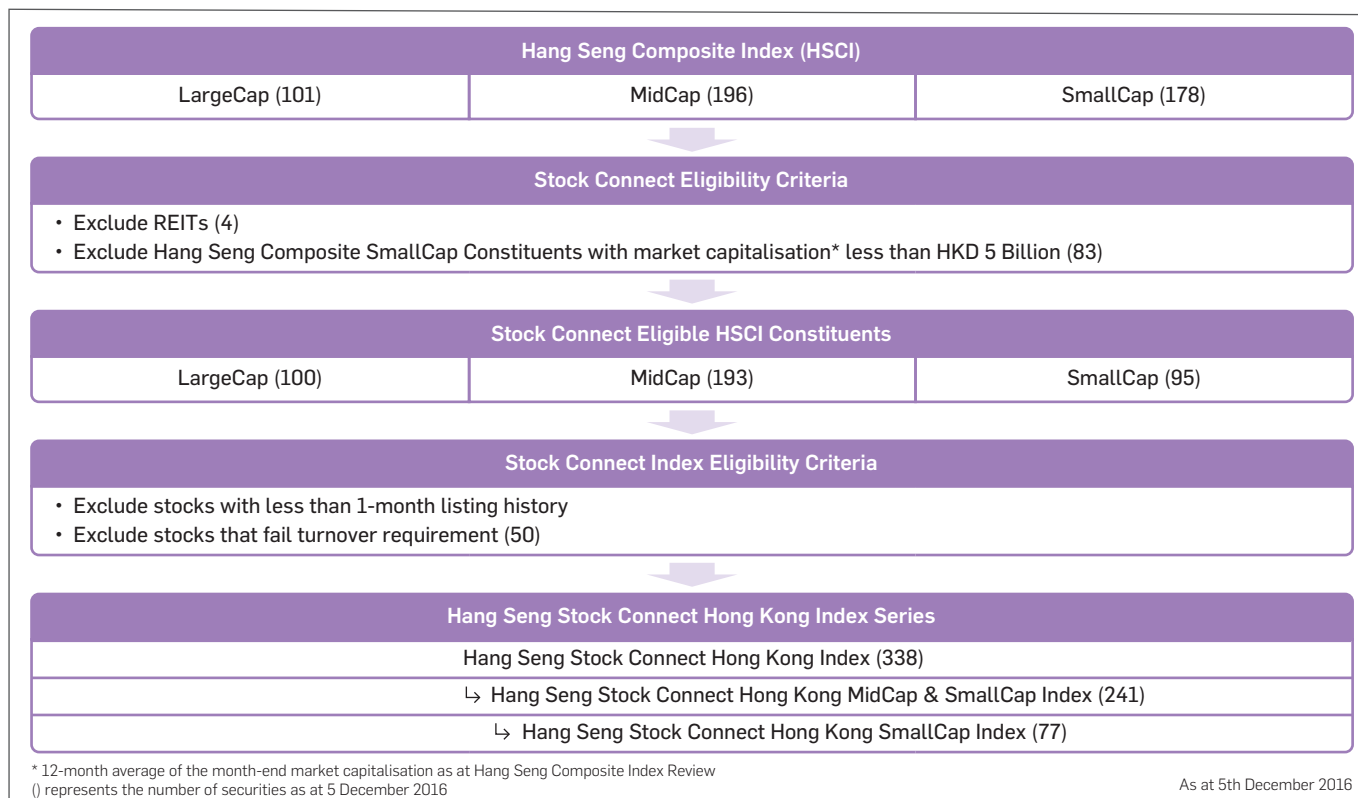 Hang Seng Composite Index (HSCI)
LargeCap (101)
MidCap (196)
SmallCap (178)
Stock Connect Eligibility Criteria
• Exclude REITs (4)
• Exclude Hang Seng Composite SmallCap Constituents with market capitalisation* less than HKD 5 Billion (83)
Stock Connect Eligible HSCI Constituents
LargeCap (100)
MidCap (193)
SmallCap (95)
Stock Connect Index Eligibility Criteria
• Exclude stocks with less than 1-month listing history
• Exclude stocks that fail turnover requirement (50)
Hang Seng Stock Connect Hong Kong Index Series
Hang Seng Stock Connect Hong Kong Index (338)
↳ Hang Seng Stock Connect Hong Kong MidCap & SmallCap Index (241)
↳ Hang Seng Stock Connect Hong Kong SmallCap Index (77)
* 12-month average of the month-end market capitalisation as at Hang Seng Composite Index Review
() represents the number of securities as at 5 December 2016
As at 5th December 2016